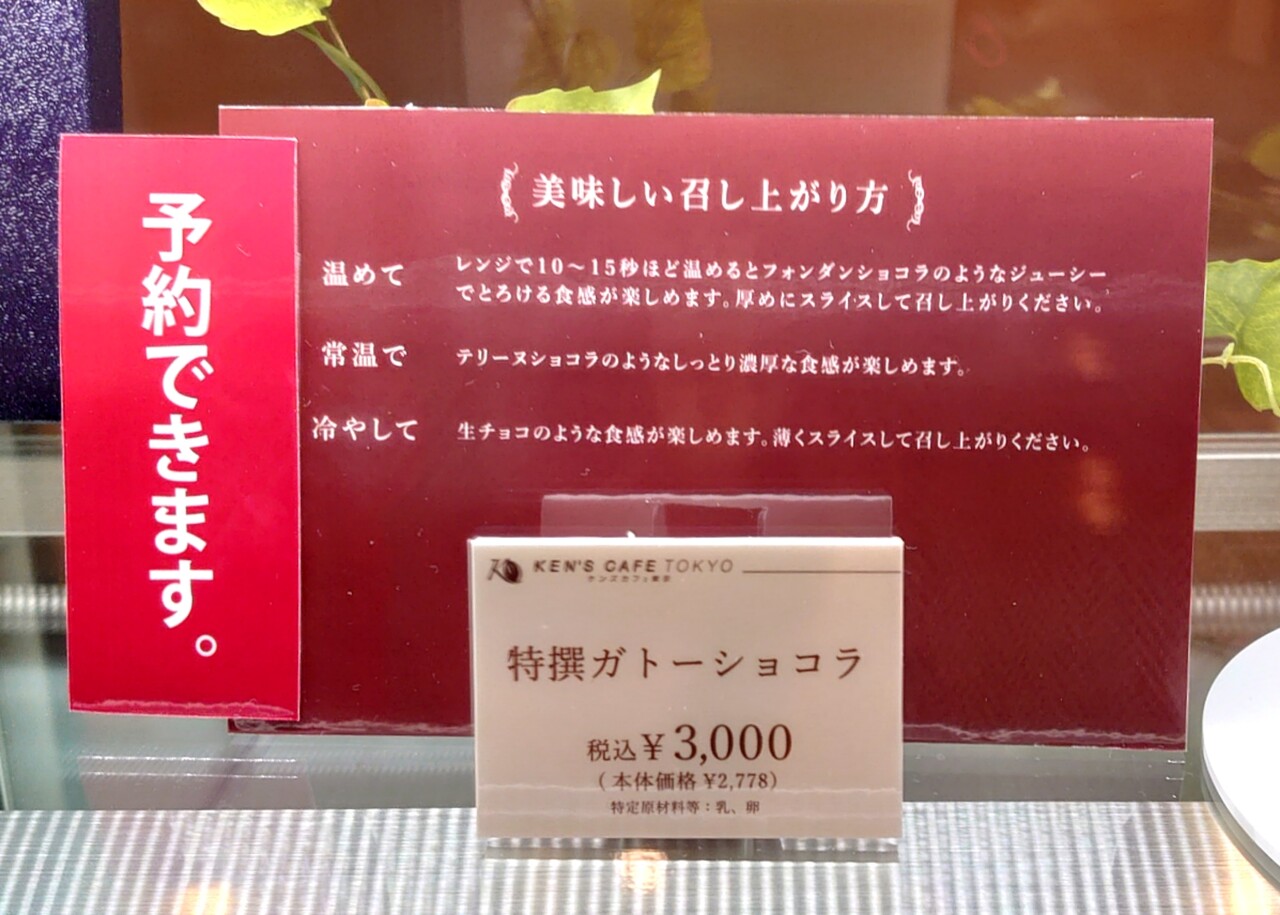 予約できます。
美味しい召し上がり方
温めて
レンジで10〜15秒ほど温めるとフォンダンショコラのようなジューシー
でとろける食感が楽しめます。厚めにスライスして召し上がりください。
常温で
テリーヌショコラのようなしっとり濃厚な食感が楽しめます。
冷やして
生チョコのような食感が楽しめます。薄くスライスして召し上がりください。
KEN'S CAFE TOKYO
ケンズカフェ東京
特撰ガトーショコラ
税込¥3,000
(本体価格 ¥2,778)
特定原材料等:乳、卵